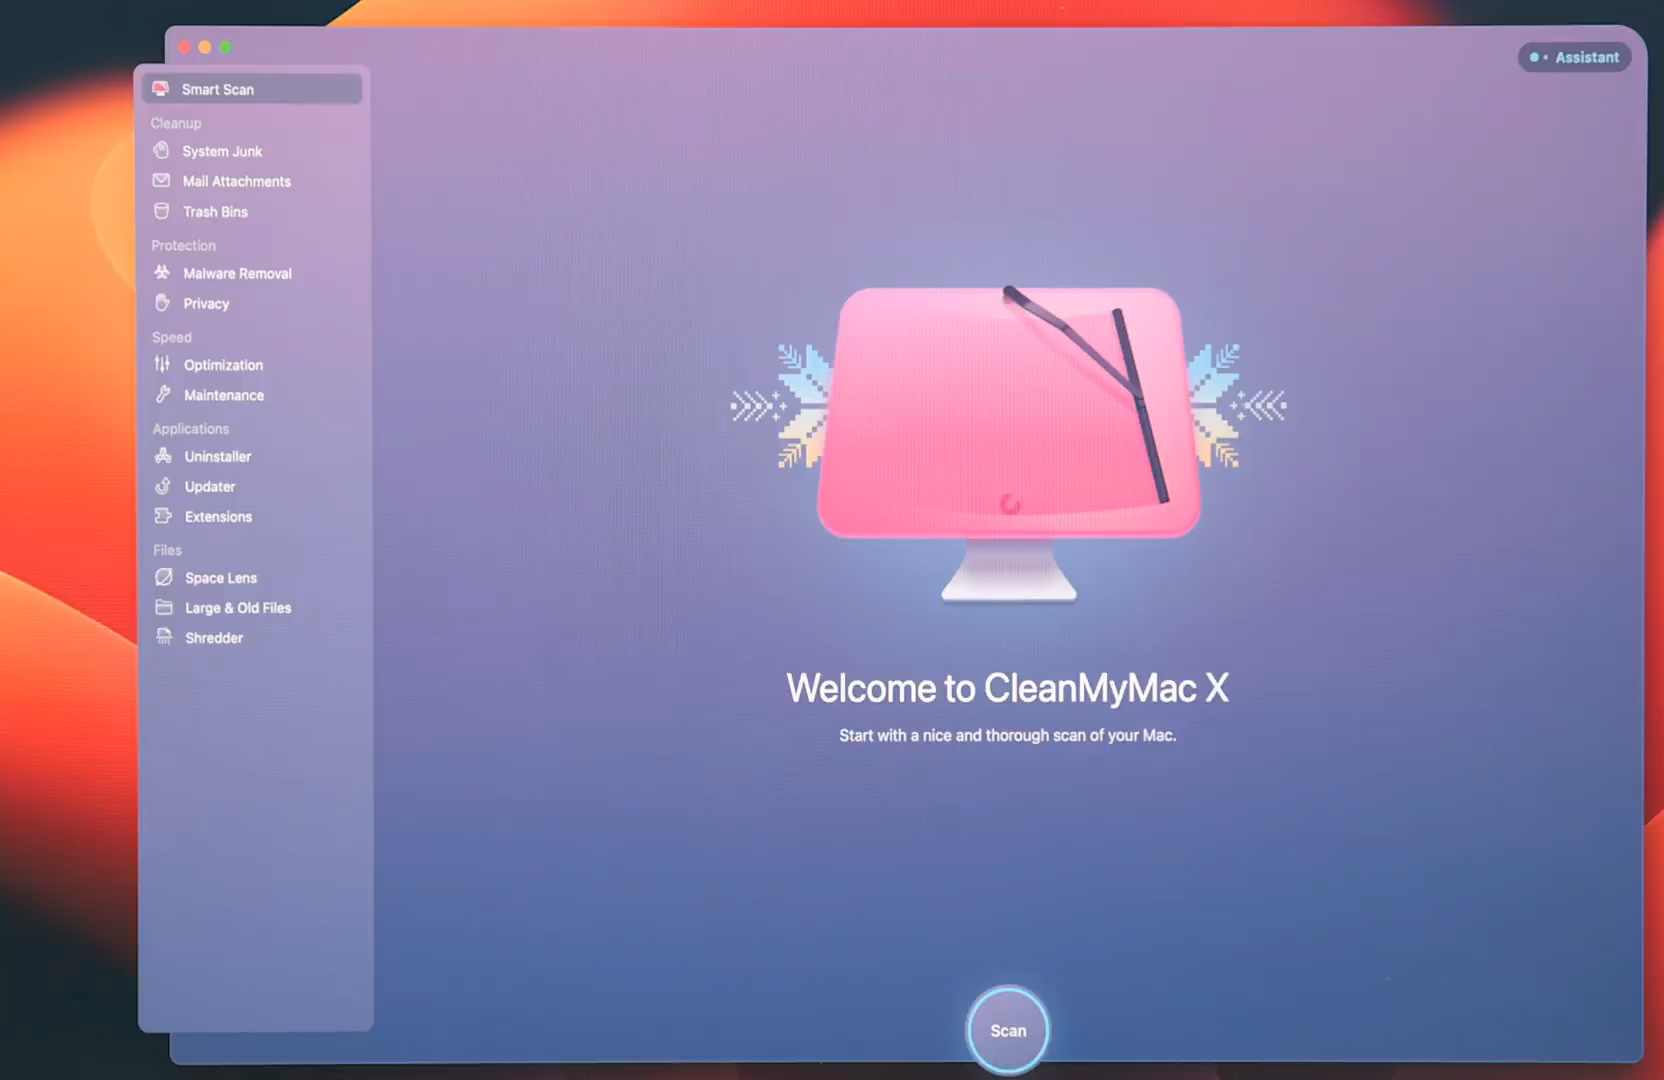 Assistant
Smart Scan
Cleanup
System Junk
Mail Attachments
Trash Bins
Protection
Malware Removal
Privacy
Speed
Optimization
Maintenance
Applications
Uninstaller
Updater
Extensions
Files
Space Lens
Large & Old Files
Shredder
Welcome to CleanMyMac X
Start with a nice and thorough scan of your Mac.
Scan